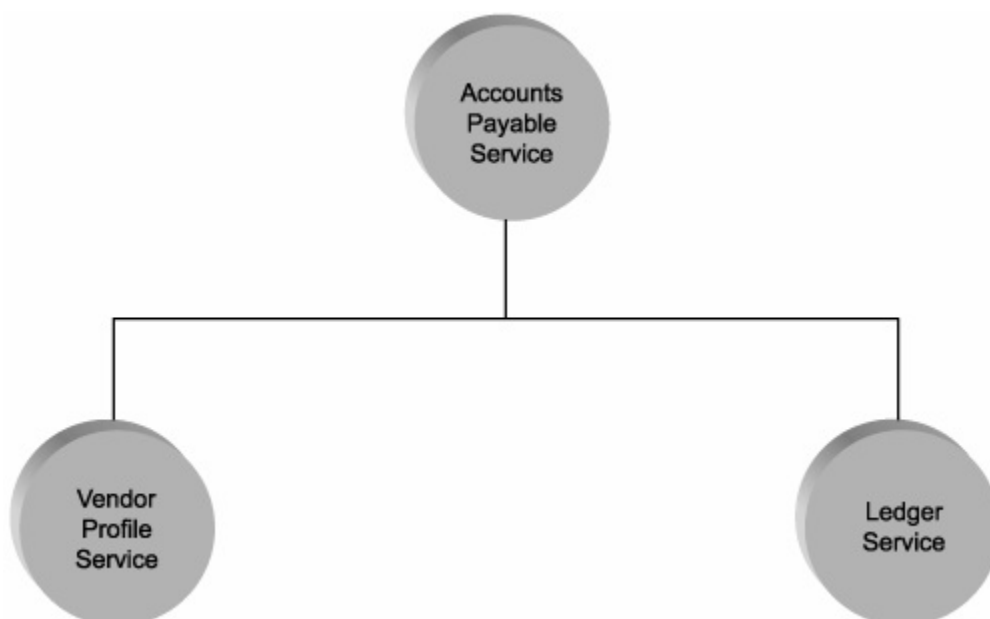 Accounts
Payable
Service
Vendor
Profile
Service
Ledger
Service